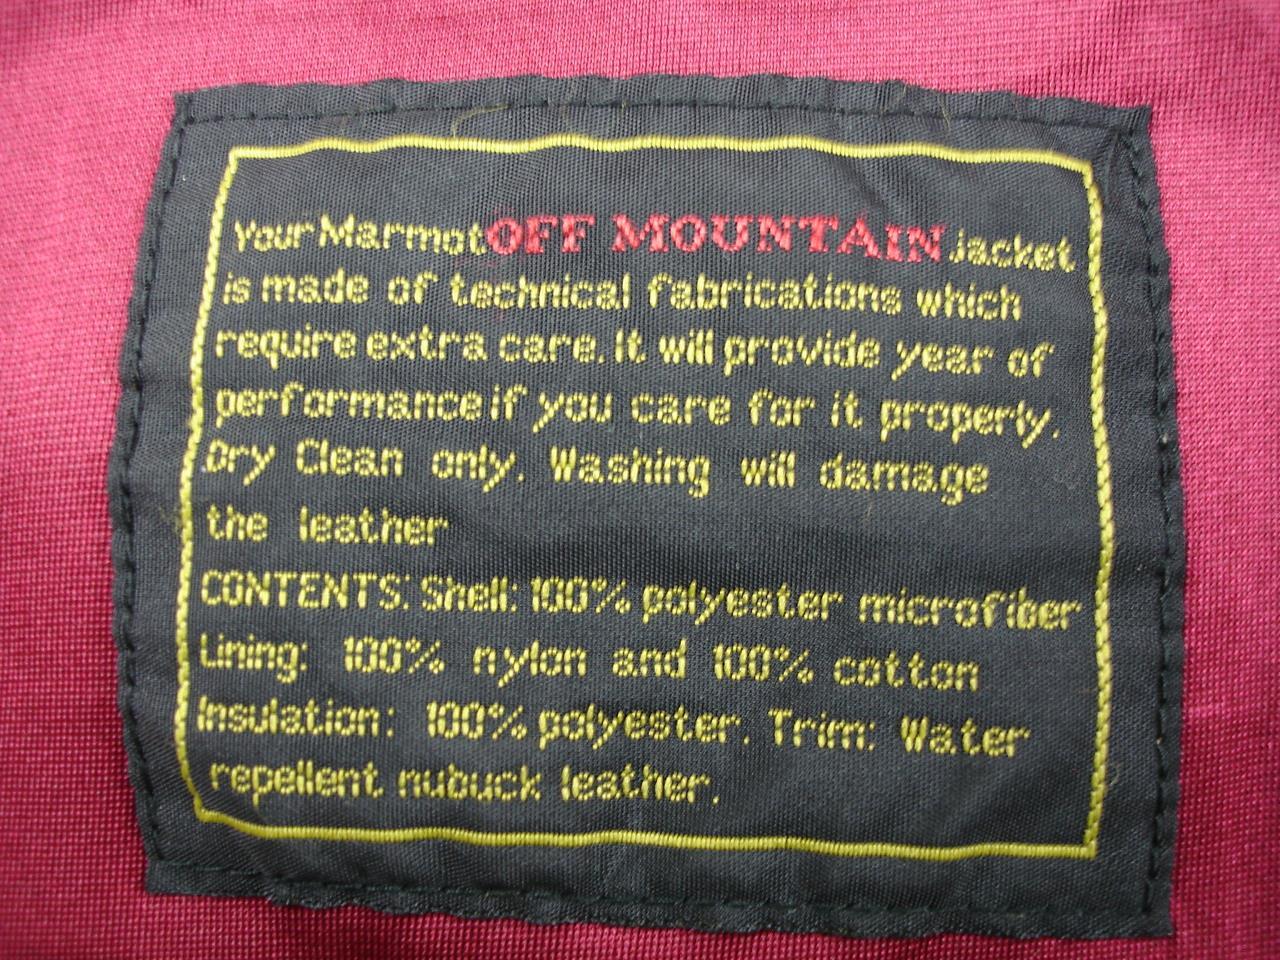 Your Marmot OFF MOUNTAIN jacket
is made of technical fabrications which
require extra care. It will provide year of
performance if you care for it properly.
Dry Clean only. Washing will damage
the leather
CONTENTS: Shell: 100% polyester microfiber
Lining: 100% nylon and 100% cotton
Insulation: 100% polyester. Trim: Water
repellent nubuck leather.